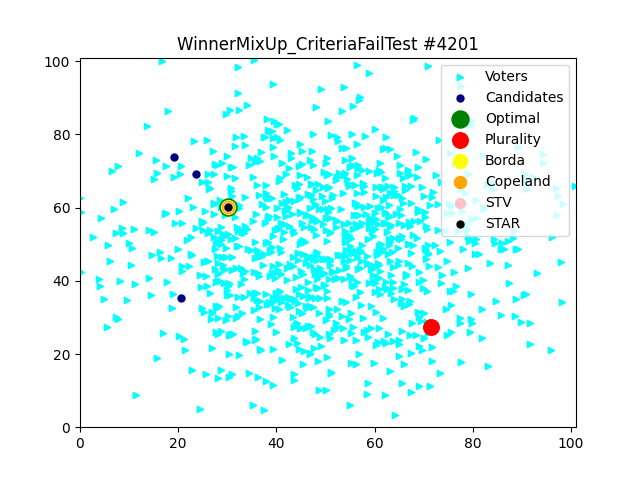 WinnerMixUp_CriteriaFailTest #4201
100
80
60
40
20
0
0
20
40
60
80
100
Voters
Candidates
Optimal
Plurality
Borda
Copeland
STV
STAR